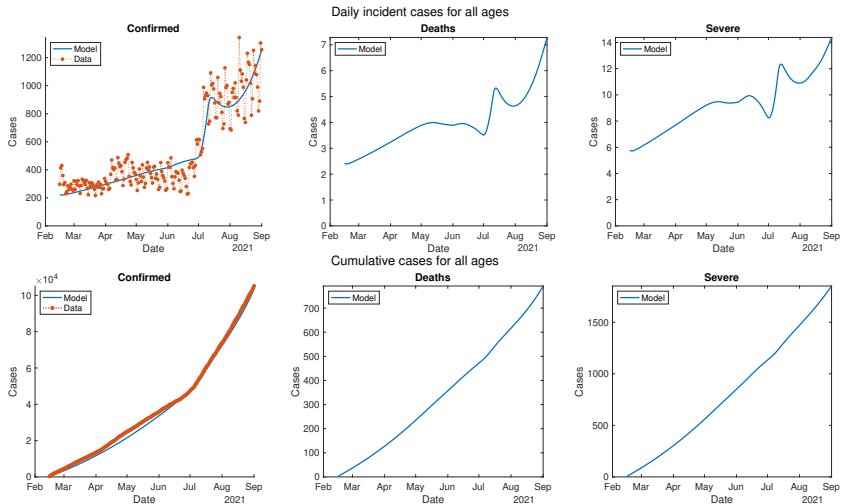 Daily incident cases for all ages
Confirmed
Deaths
Severe
Model
Data
Model
Model
Cases
Cases
Cases
1200
1000
800
600
400
200
0
7
6
5
4
3
2
1
0
14
12
10
8
6
4
2
0
Feb Mar Apr May Jun Jul Aug Sep
Feb Mar Apr May Jun Jul Aug Sep
Feb Mar Apr May Jun Jul Aug Sep
Date 2021
Date 2021
Date 2021
Cumulative cases for all ages
×10⁴
Confirmed
Deaths
Severe
Model
Data
Model
Model
Cases
Cases
Cases
10
8
6
4
2
0
700
600
500
400
300
200
100
0
1500
1000
500
0
Feb Mar Apr May Jun Jul Aug Sep
Feb Mar Apr May Jun Jul Aug Sep
Feb Mar Apr May Jun Jul Aug Sep
Date 2021
Date 2021
Date 2021